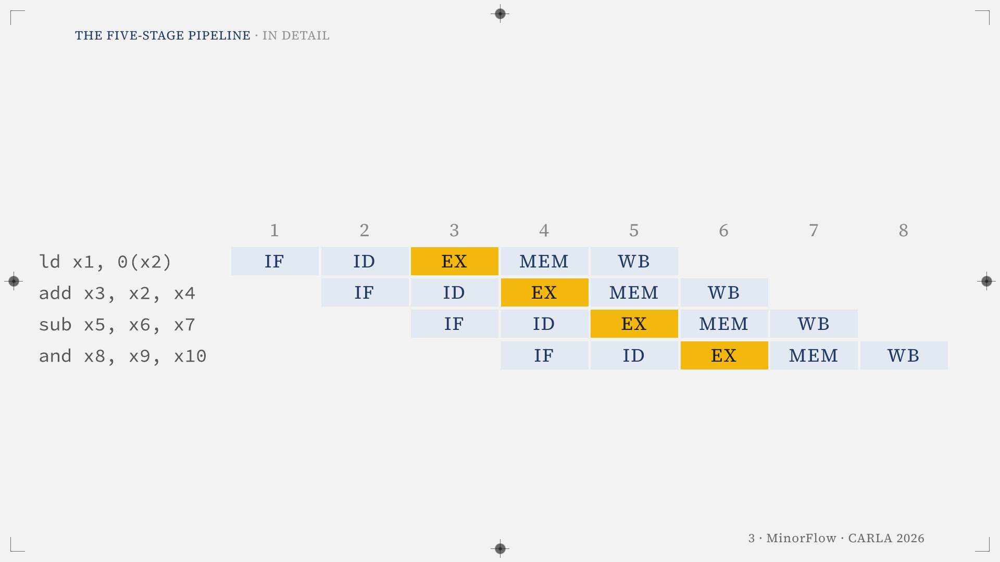 THE FIVE-STAGE PIPELINE · IN DETAIL
1 2 3 4 5 6 7 8
ld x1, 0(x2) IF ID EX MEM WB
add x3, x2, x4 IF ID EX MEM WB
sub x5, x6, x7 IF ID EX MEM WB
and x8, x9, x10 IF ID EX MEM WB
3 · MinorFlow · CARLA 2026